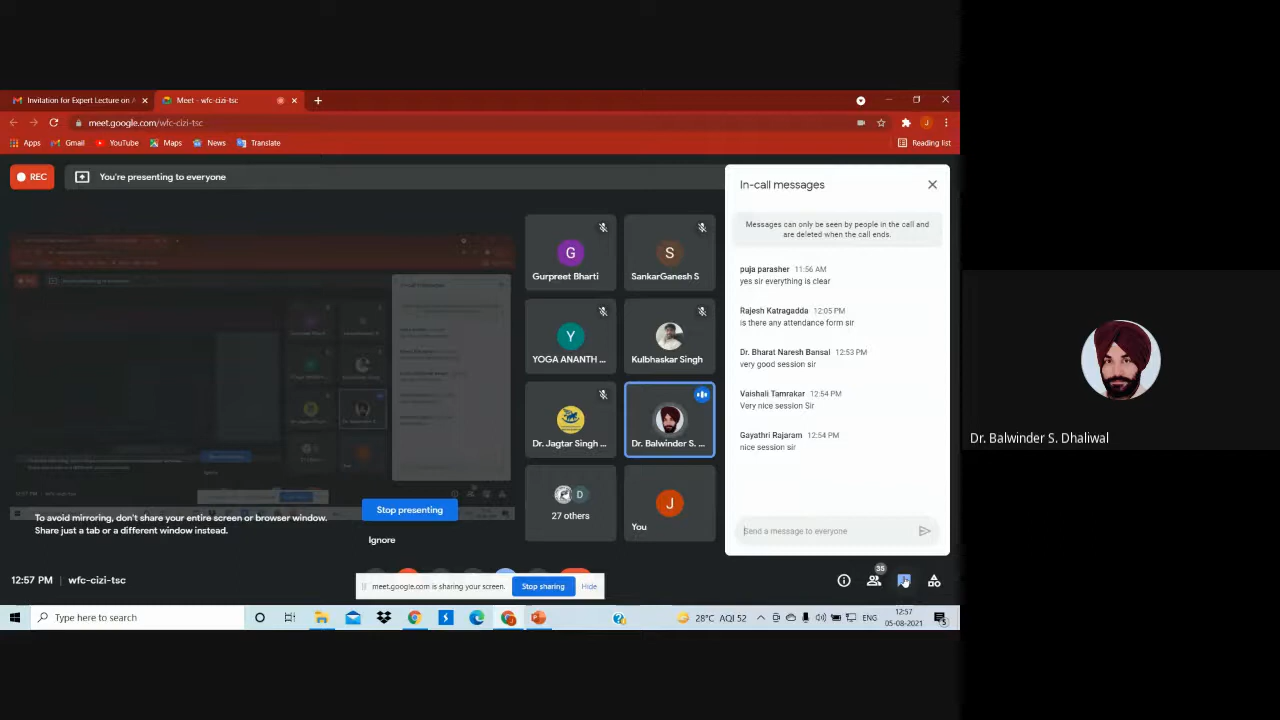 Invitation for Expert Lecture on A
Meet - wfc-cizi-tsc
meet.google.com/wfc-cizi-tsc
Apps
Gmail
YouTube
Maps
News
Translate
Reading list
REC
You're presenting to everyone
In-call messages
Messages can only be seen by people in the call and
are deleted when the call ends.
puja parasher 11:56 AM
yes sir everything is clear
Rajesh Katragadda 12:05 PM
is there any attendance form sir
Dr. Bharat Naresh Bansal 12:53 PM
very good session sir
Vaishali Tamrakar 12:54 PM
Very nice session Sir
Gayathri Rajaram 12:54 PM
nice session sir
Send a message to everyone
G
Gurpreet Bharti
S
SankarGanesh S
Y
YOGA ANANTH ...
Kulbhaskar Singh
Dr. Jagtar Singh ...
Dr. Balwinder S. ...
D
27 others
J
You
Dr. Balwinder S. Dhaliwal
To avoid mirroring, don't share your entire screen or browser window.
Share just a tab or a different window instead.
Stop presenting
Ignore
12:57 PM | wfc-cizi-tsc
meet.google.com is sharing your screen.
Stop sharing
Hide
35
Type here to search
28°C AQI 52
ENG
12:57
05-08-2021
5